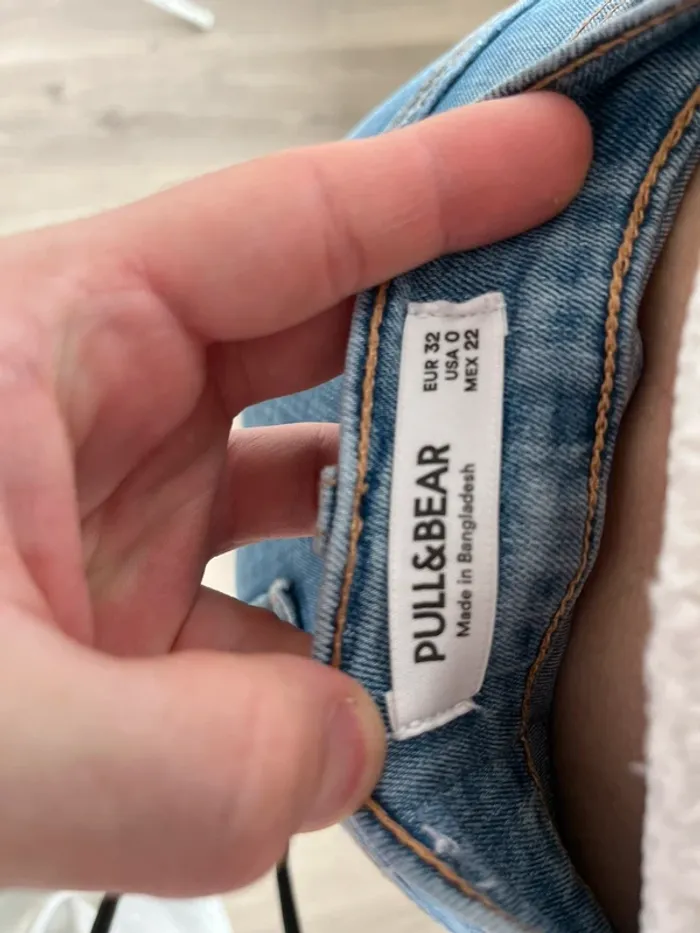 PULL&BEAR
Made in Bangladesh
EUR 32
USA 0
MEX 22